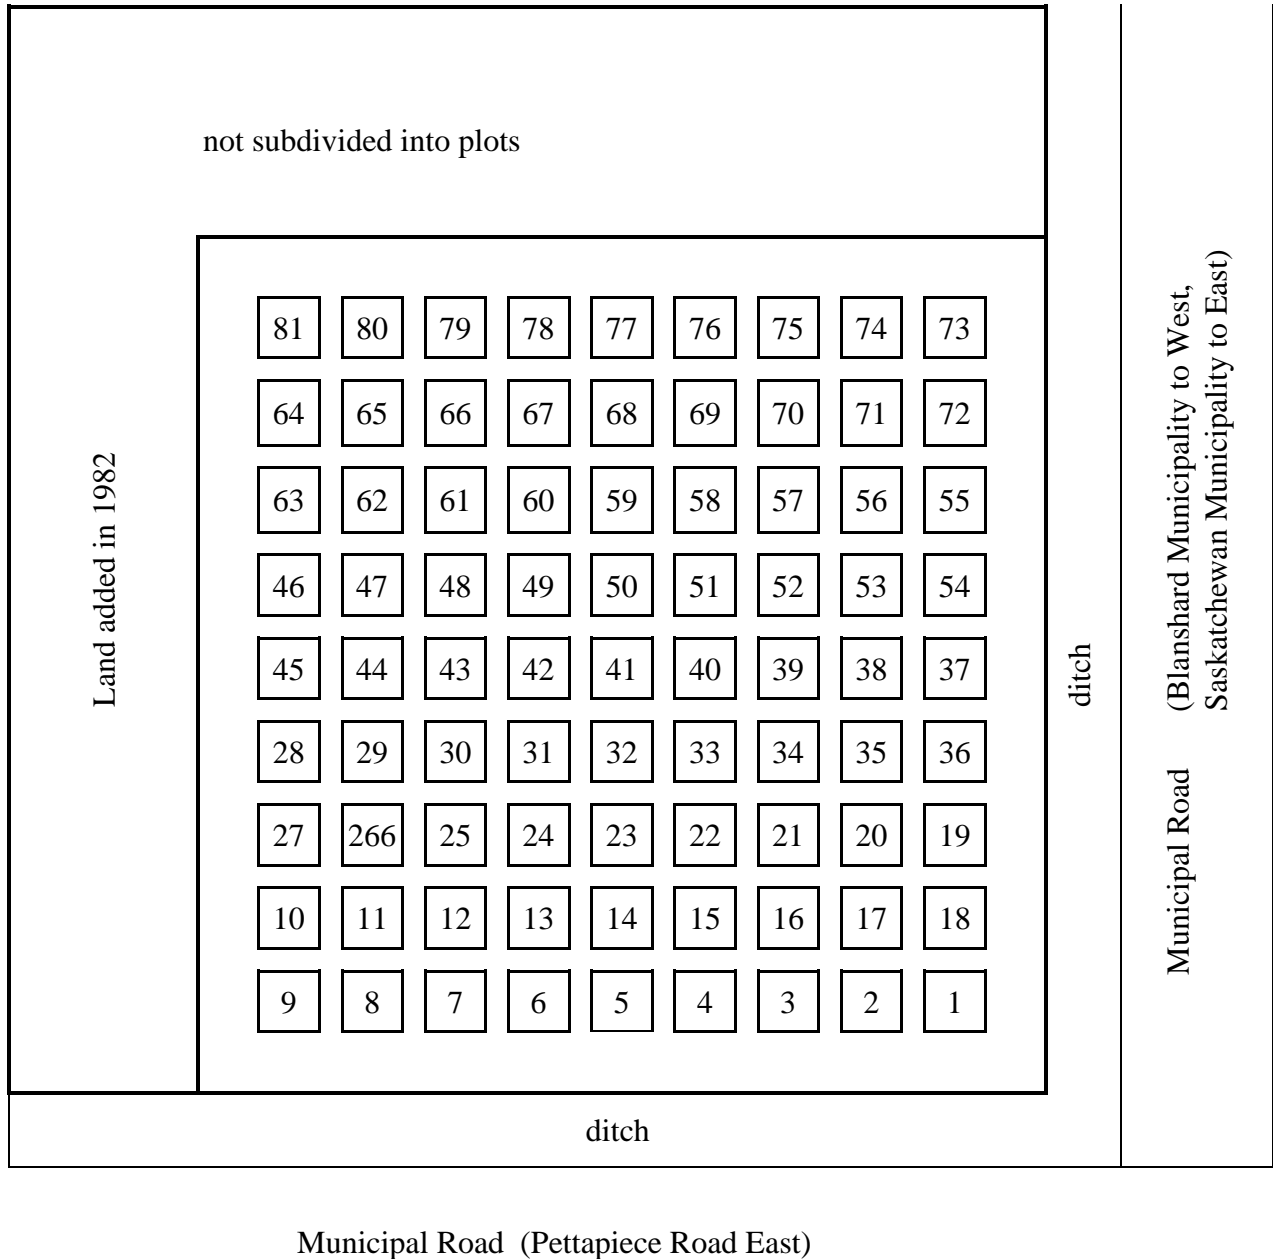 not subdivided into plots
81 80 79 78 77 76 75 74 73
64 65 66 67 68 69 70 71 72
63 62 61 60 59 58 57 56 55
46 47 48 49 50 51 52 53 54
45 44 43 42 41 40 39 38 37
28 29 30 31 32 33 34 35 36
27 266 25 24 23 22 21 20 19
10 11 12 13 14 15 16 17 18
9 8 7 6 5 4 3 2 1
Land added in 1982
ditch
Municipal Road (Blanshard Municipality to West,
Saskatchewan Municipality to East)
ditch
Municipal Road (Pettapiece Road East)